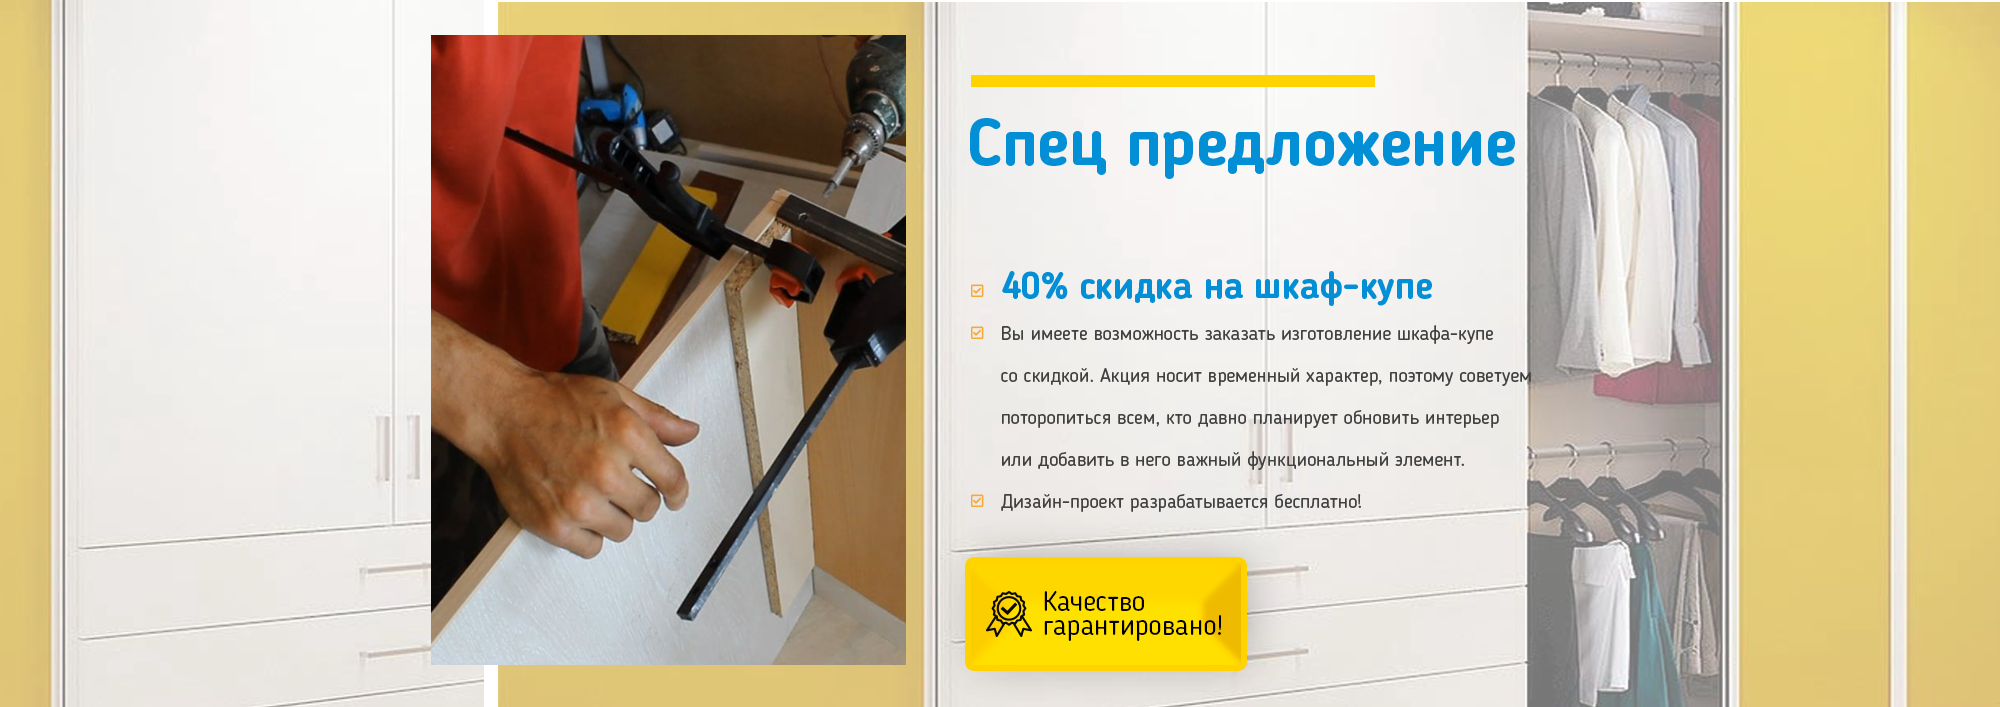 Спец предложение
40% скидка на шкаф-купе
Вы имеете возможность заказать изготовление шкафа-купе
со скидкой. Акция носит временный характер, поэтому советуем
поторопиться всем, кто давно планирует обновить интерьер
или добавить в него важный функциональный элемент.
Дизайн-проект разрабатывается бесплатно!
Качество
гарантировано!